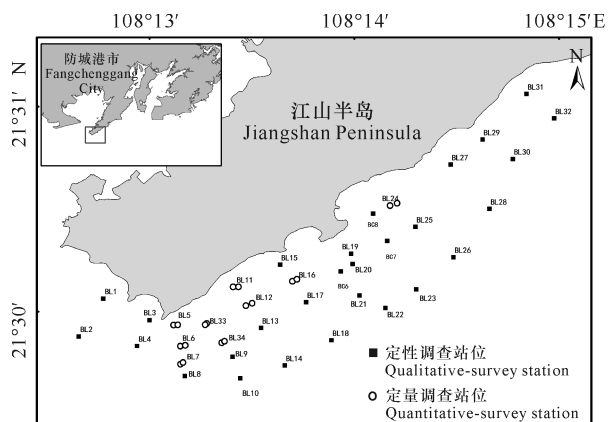 108°13′
108°14′
108°15′E
防城港市
Fangchenggang
City
N
21°31′ N
江山半岛
Jiangshan Peninsula
BL31
BL32
BL29
BL30
BL27
BL24
BL28
BC8
BL25
BC7
BL19
BL26
BL15
BL20
BC6
BL16
BL11
BL23
BL1
BL17
BL21
BL12
BL22
21°30′
BL3
BL5
BL33
BL13
BL2
BL4
BL6
BL34
BL18
BL7
BL9
BL14
BL8
BL10
定性调查站位
Qualitative-survey station
定量调查站位
Quantitative-survey station